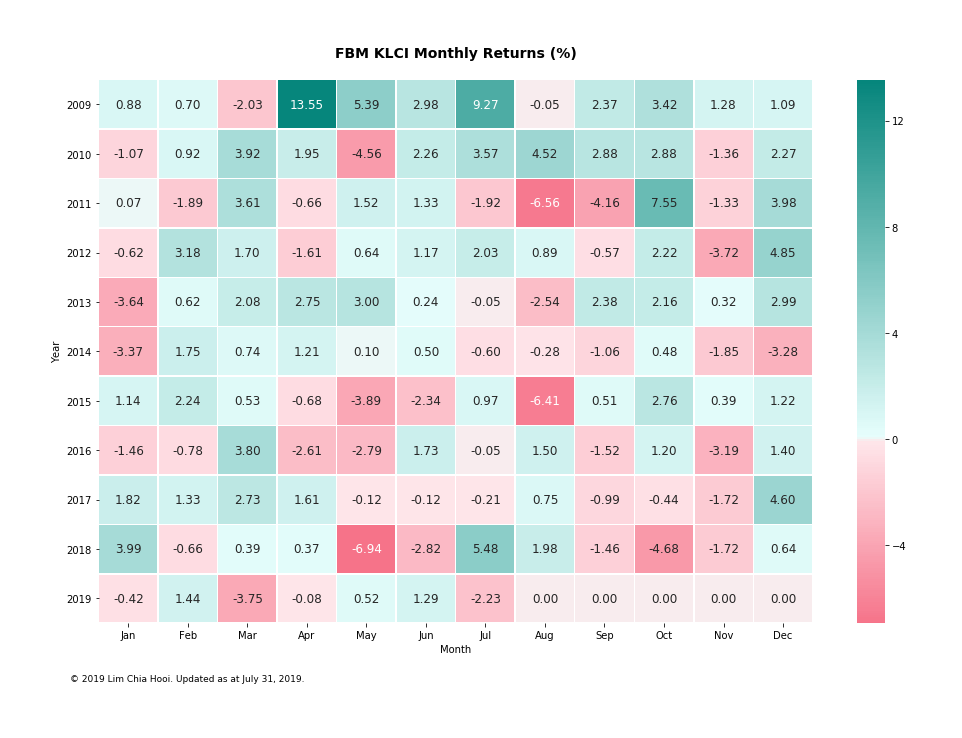 FBM KLCI Monthly Returns (%)
2009 0.88 0.70 -2.03 13.55 5.39 2.98 9.27 -0.05 2.37 3.42 1.28 1.09
12
2010 -1.07 0.92 3.92 1.95 -4.56 2.26 3.57 4.52 2.88 2.88 -1.36 2.27
2011 0.07 -1.89 3.61 -0.66 1.52 1.33 -1.92 -6.56 -4.16 7.55 -1.33 3.98
8
2012 -0.62 3.18 1.70 -1.61 0.64 1.17 2.03 0.89 -0.57 2.22 -3.72 4.85
2013 -3.64 0.62 2.08 2.75 3.00 0.24 -0.05 -2.54 2.38 2.16 0.32 2.99
4
Year
2014 -3.37 1.75 0.74 1.21 0.10 0.50 -0.60 -0.28 -1.06 0.48 -1.85 -3.28
2015 1.14 2.24 0.53 -0.68 -3.89 -2.34 0.97 -6.41 0.51 2.76 0.39 1.22
0
2016 -1.46 -0.78 3.80 -2.61 -2.79 1.73 -0.05 1.50 -1.52 1.20 -3.19 1.40
2017 1.82 1.33 2.73 1.61 -0.12 -0.12 -0.21 0.75 -0.99 -0.44 -1.72 4.60
−4
2018 3.99 -0.66 0.39 0.37 -6.94 -2.82 5.48 1.98 -1.46 -4.68 -1.72 0.64
2019 -0.42 1.44 -3.75 -0.08 0.52 1.29 -2.23 0.00 0.00 0.00 0.00 0.00
Jan Feb Mar Apr May Jun Jul Aug Sep Oct Nov Dec
Month
© 2019 Lim Chia Hooi. Updated as at July 31, 2019.